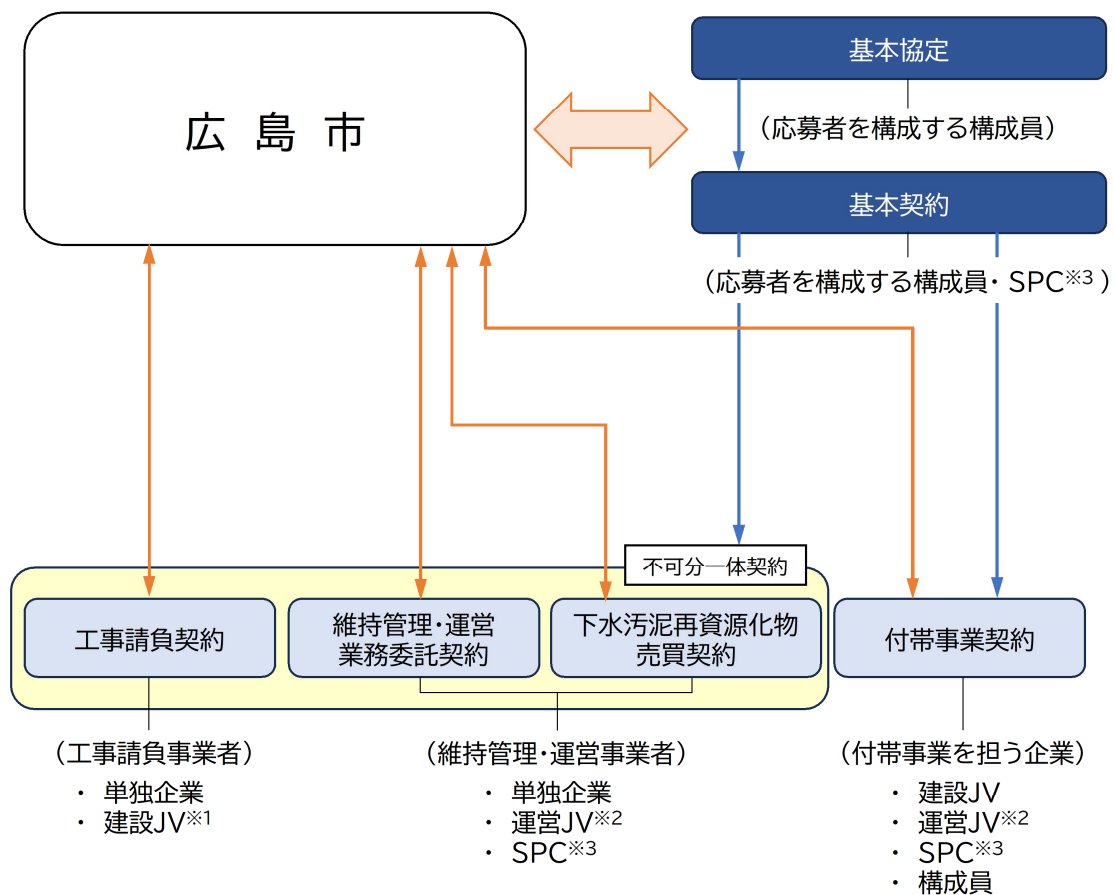 広島市
基本協定
（応募者を構成する構成員）
基本契約
（応募者を構成する構成員・SPC※3）
不可分一体契約
工事請負契約
維持管理・運営
業務委託契約
下水汚泥再資源化物
売買契約
付帯事業契約
（工事請負事業者）
・ 単独企業
・ 建設JV※1
（維持管理・運営事業者）
・ 単独企業
・ 運営JV※2
・ SPC※3
（付帯事業を担う企業）
・ 建設JV
・ 運営JV※2
・ SPC※3
・ 構成員